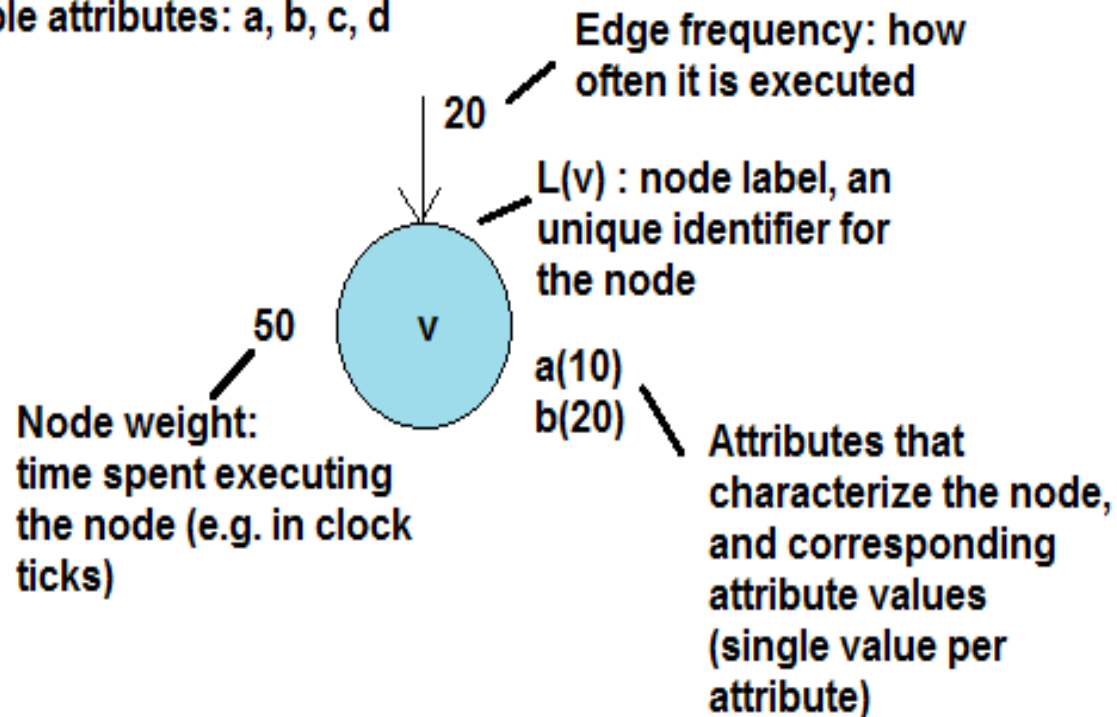 attributes: a, b, c, d
Edge frequency: how
often it is executed
20
L(v) : node label, an
unique identifier for
the node
50
v
a(10)
b(20)
Node weight:
time spent executing
the node (e.g. in clock
ticks)
Attributes that
characterize the node,
and corresponding
attribute values
(single value per
attribute)